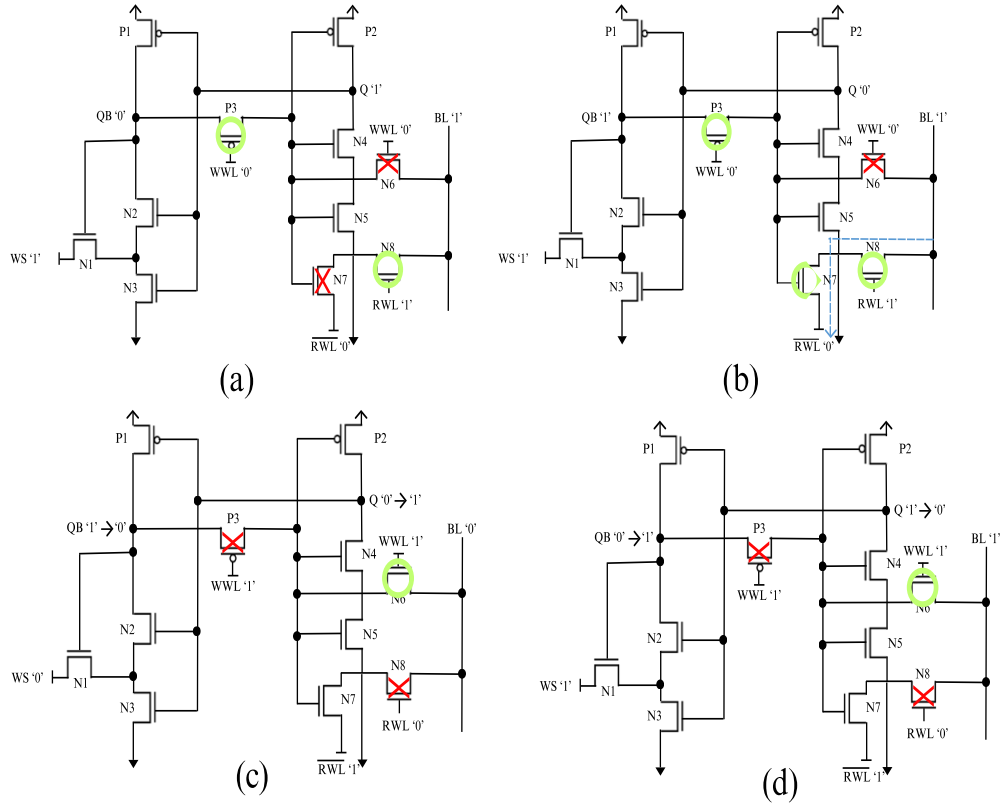 P1
P2
Q ‘1’
QB ‘0’
P3
BL ‘1’
WWL ‘0’
N4
WWL ‘0’
N6
N2
N5
WS ‘1’
N1
N8
N3
N7
RWL ‘1’
RWL ‘0’
(a)
P1
P2
Q ‘0’
QB ‘1’
P3
BL ‘1’
WWL ‘0’
N4
WWL ‘0’
N6
N2
N5
WS ‘1’
N1
N8
N3
N7
RWL ‘1’
RWL ‘0’
(b)
P1
P2
Q ‘0’→‘1’
QB ‘1’→‘0’
P3
BL ‘0’
WWL ‘1’
N4
WWL ‘1’
N6
N2
N5
WS ‘0’
N1
N8
N3
N7
RWL ‘0’
RWL ‘1’
(c)
P1
P2
Q ‘1’→‘0’
QB ‘0’→‘1’
P3
BL ‘1’
WWL ‘1’
N4
WWL ‘1’
N6
N2
N5
WS ‘1’
N1
N8
N3
N7
RWL ‘0’
RWL ‘1’
(d)